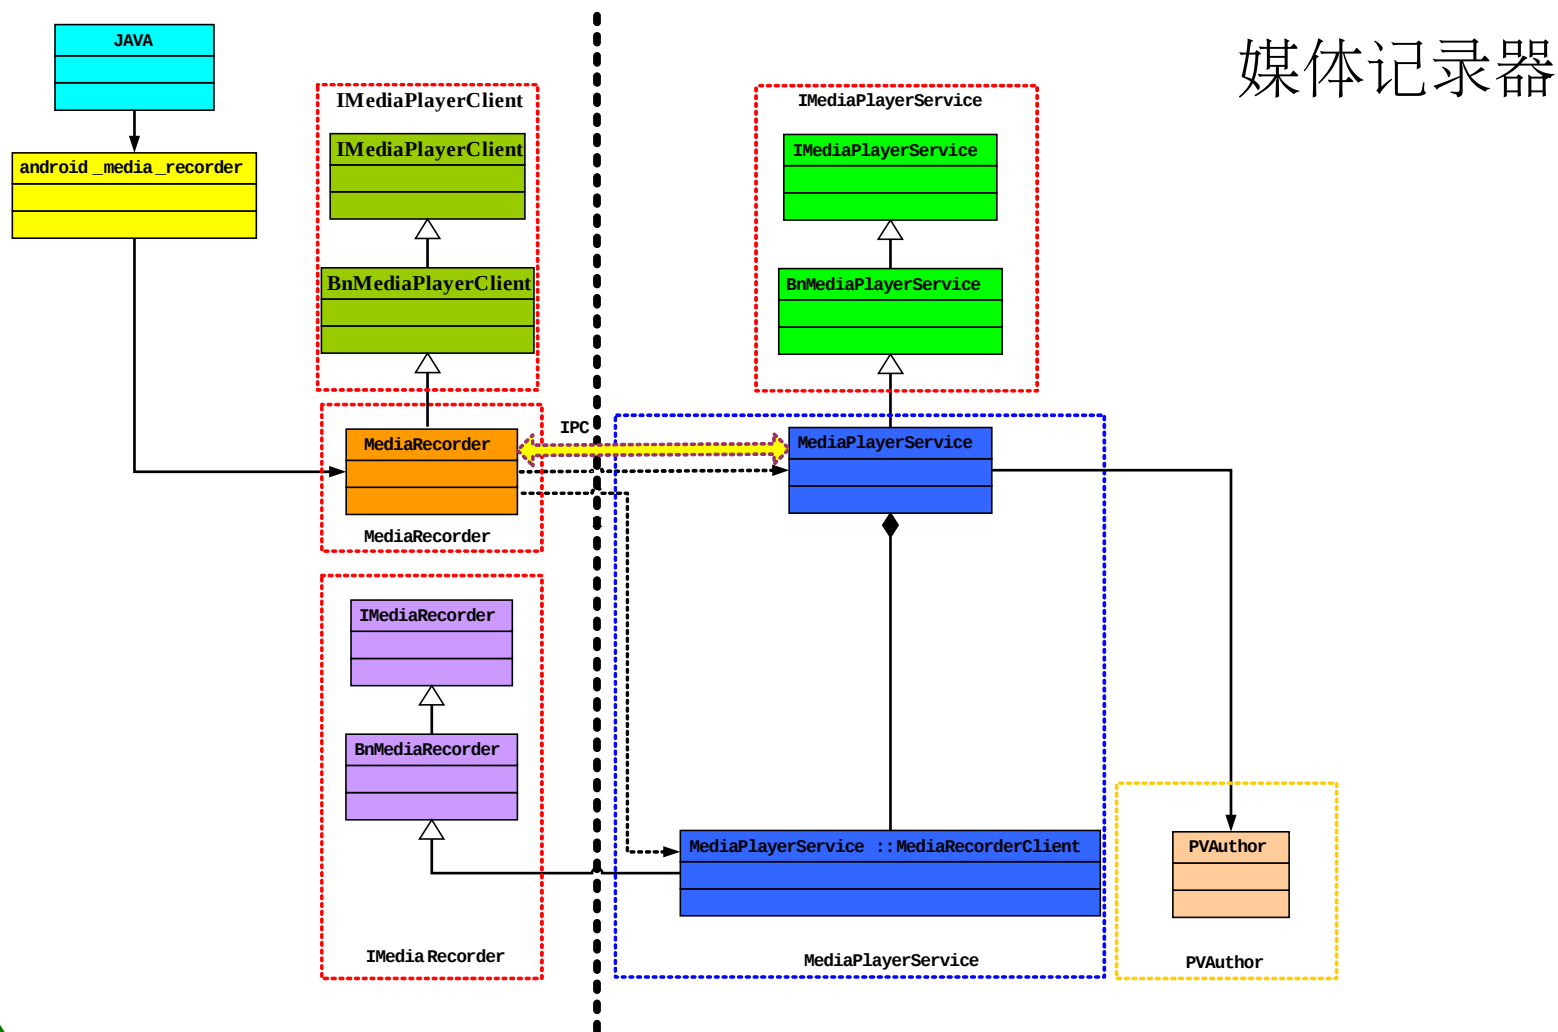 媒体记录器
JAVA
android_media_recorder
IMediaPlayerClient
IMediaPlayerClient
BnMediaPlayerClient
IMediaPlayerService
IMediaPlayerService
BnMediaPlayerService
IPC
MediaRecorder
MediaRecorder
MediaPlayerService
IMediaRecorder
BnMediaRecorder
IMedia Recorder
MediaPlayerService ::MediaRecorderClient
MediaPlayerService
PVAuthor
PVAuthor